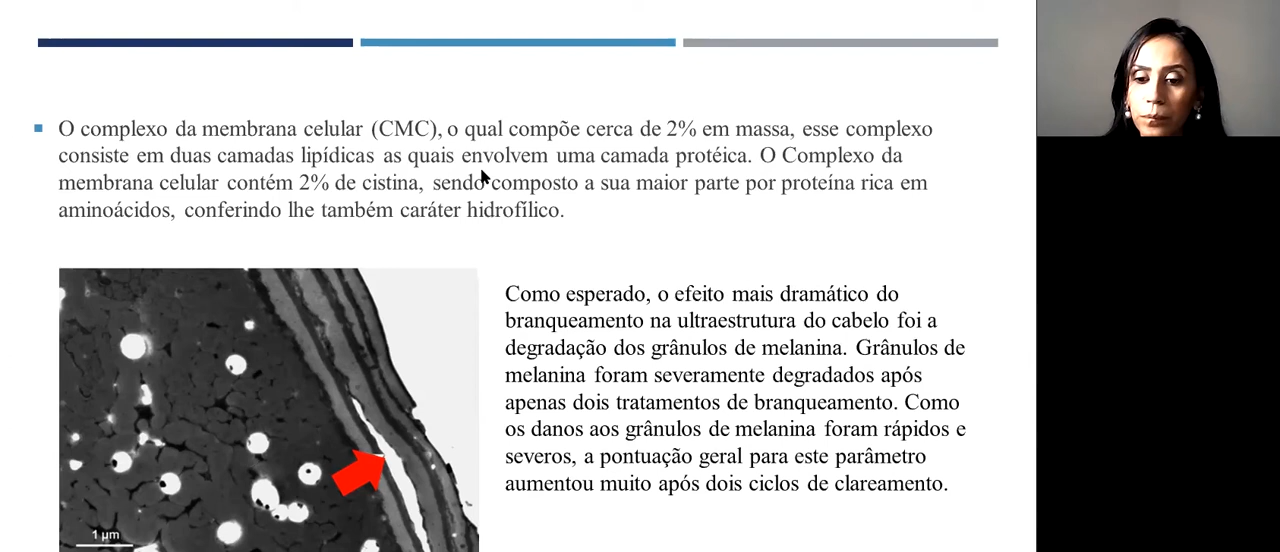 O complexo da membrana celular (CMC), o qual compõe cerca de 2% em massa, esse complexo
consiste em duas camadas lipídicas as quais envolvem uma camada protéica. O Complexo da
membrana celular contém 2% de cistina, sendo composto a sua maior parte por proteína rica em
aminoácidos, conferindo lhe também caráter hidrofílico.
Como esperado, o efeito mais dramático do
branqueamento na ultraestrutura do cabelo foi a
degradação dos grânulos de melanina. Grânulos de
melanina foram severamente degradados após
apenas dois tratamentos de branqueamento. Como
os danos aos grânulos de melanina foram rápidos e
severos, a pontuação geral para este parâmetro
aumentou muito após dois ciclos de clareamento.
1 µm